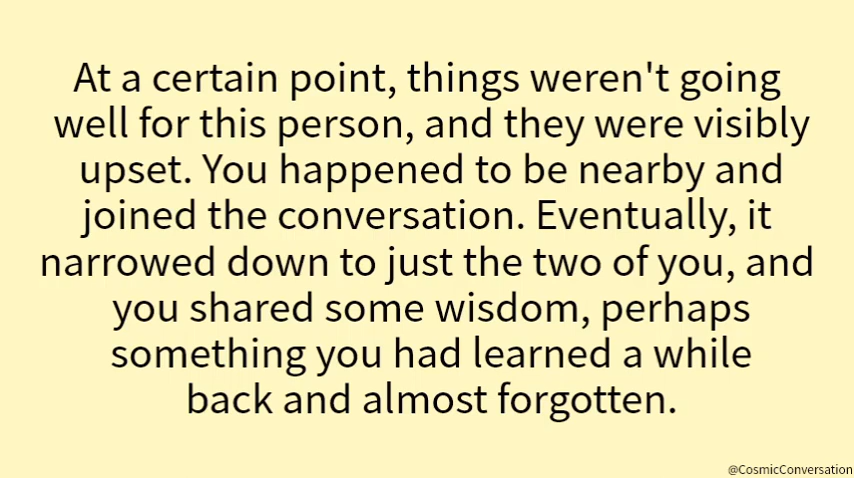 At a certain point, things weren't going
well for this person, and they were visibly
upset. You happened to be nearby and
joined the conversation. Eventually, it
narrowed down to just the two of you, and
you shared some wisdom, perhaps
something you had learned a while
back and almost forgotten.
@CosmicConversation